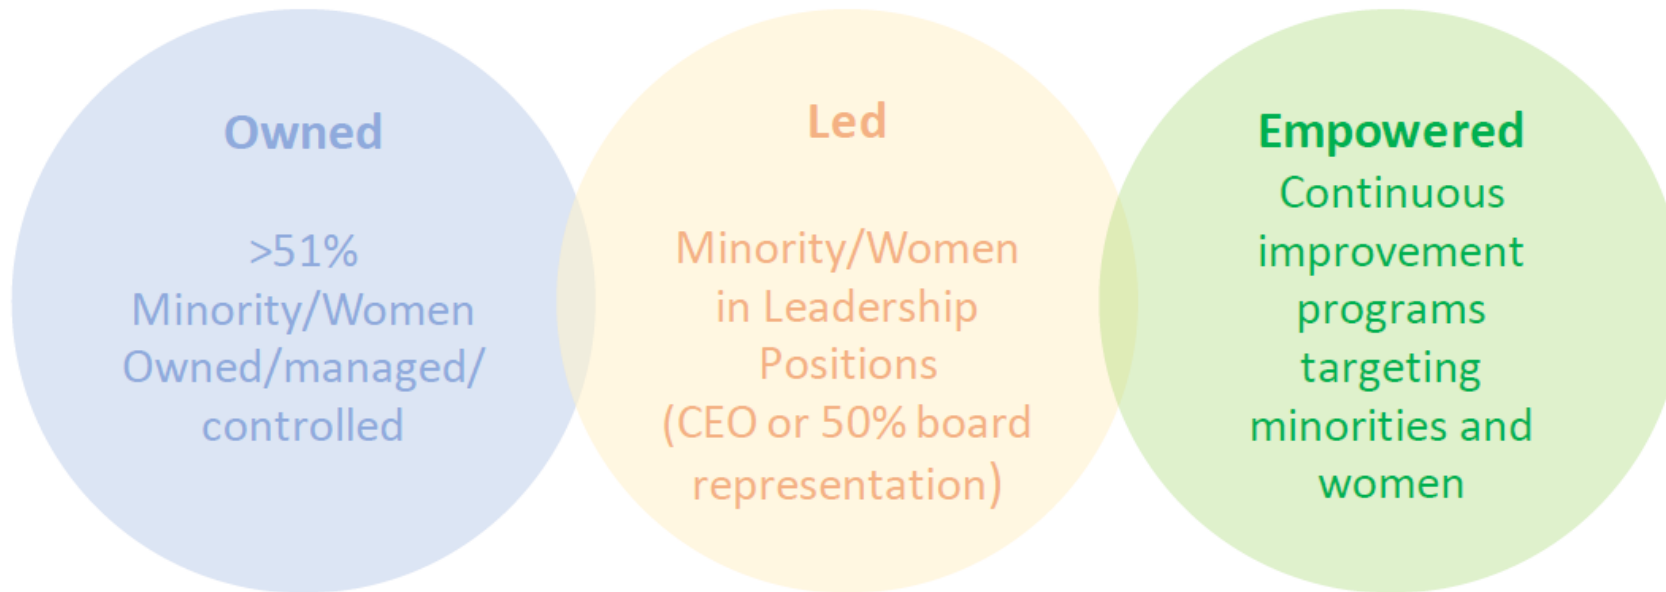 Owned
>51%
Minority/Women
Owned/managed/
controlled
Led
Minority/Women
in Leadership
Positions
(CEO or 50% board
representation)
Empowered
Continuous
improvement
programs
targeting
minorities and
women